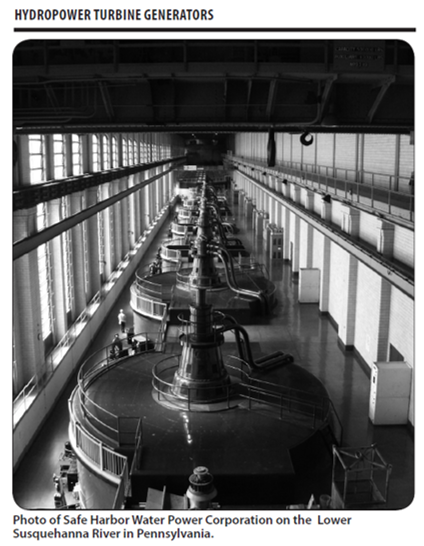 HYDROPOWER TURBINE GENERATORS
Photo of Safe Harbor Water Power Corporation on the Lower
Susquehanna River in Pennsylvania.